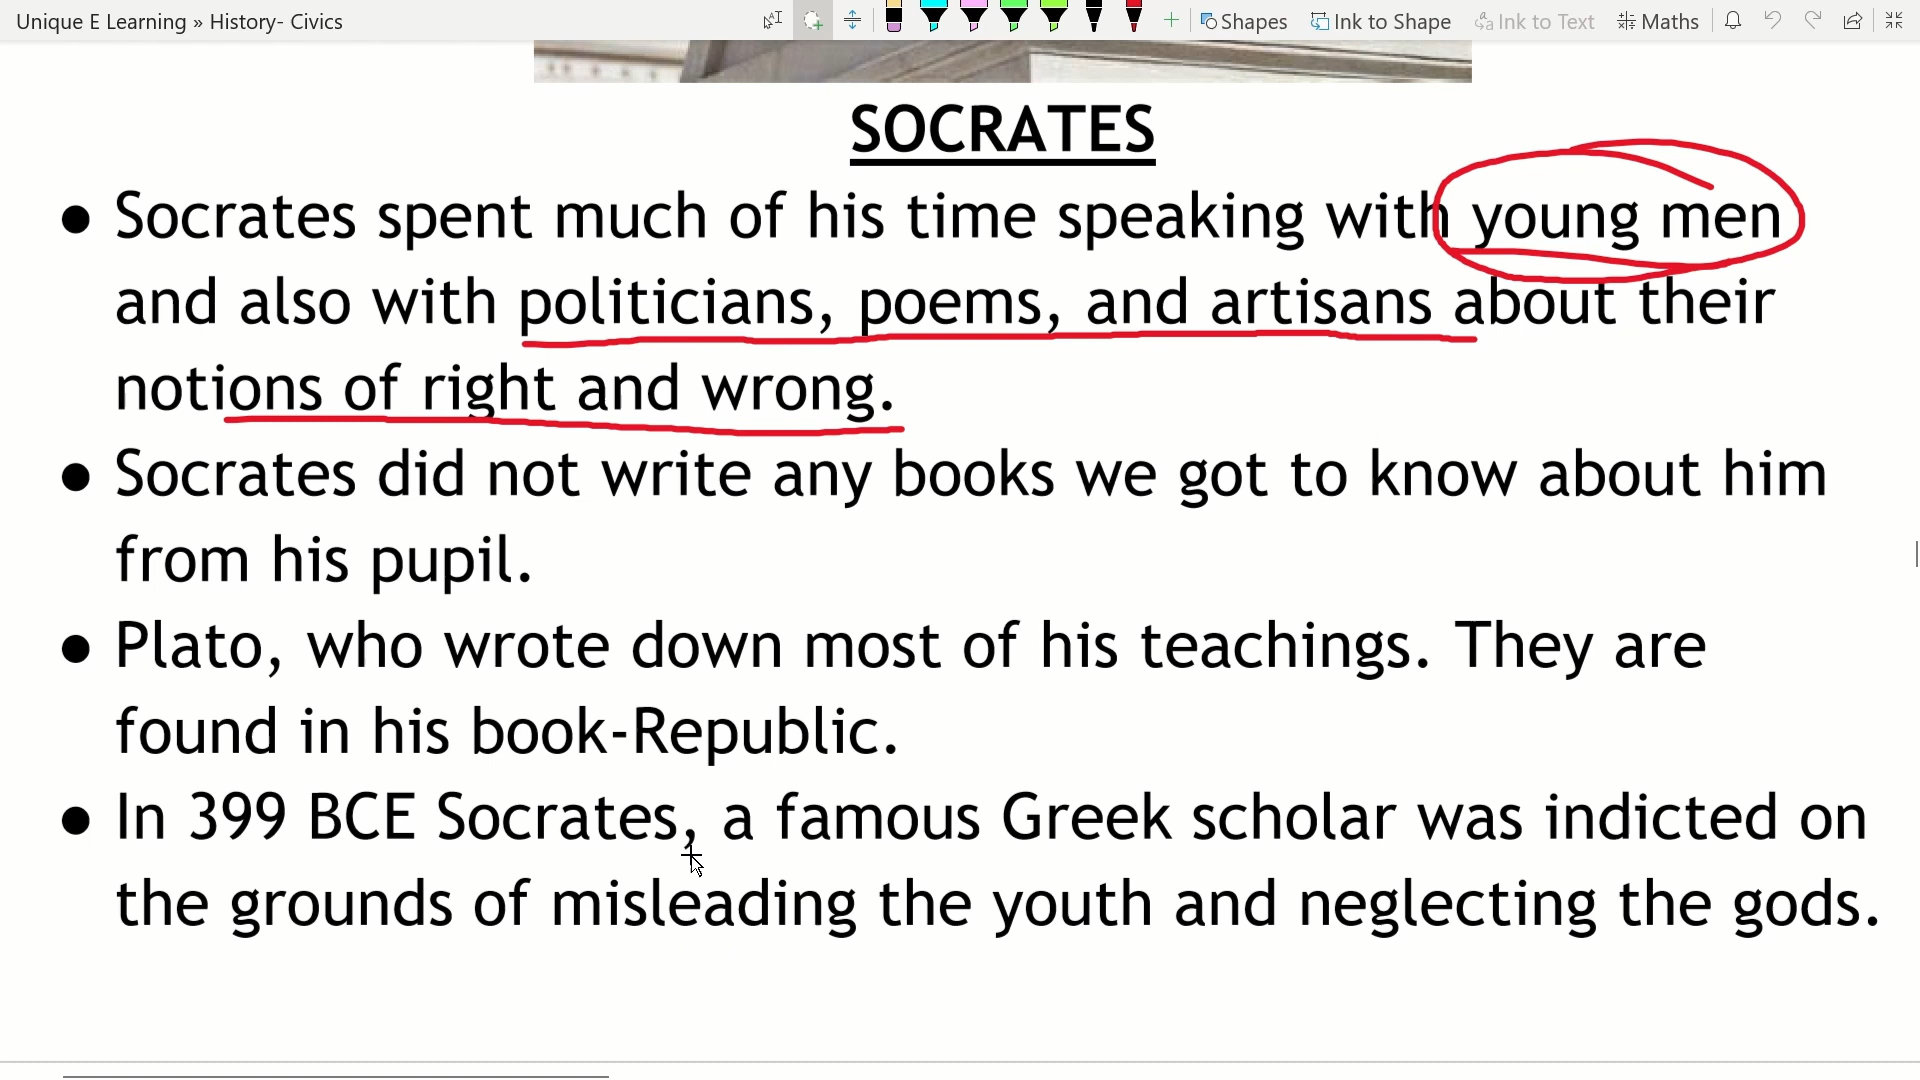 Unique E Learning » History- Civics
Shapes Ink to Shape Ink to Text Maths
SOCRATES
● Socrates spent much of his time speaking with young men
and also with politicians, poems, and artisans about their
notions of right and wrong.
● Socrates did not write any books we got to know about him
from his pupil.
● Plato, who wrote down most of his teachings. They are
found in his book-Republic.
● In 399 BCE Socrates, a famous Greek scholar was indicted on
the grounds of misleading the youth and neglecting the gods.